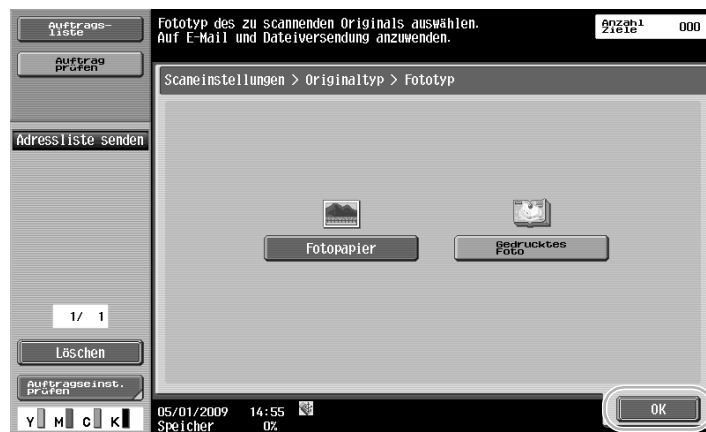 Auftrags-
liste
Auftrag
prüfen
Fototyp des zu scannenden Originals auswählen.
Auf E-Mail und Dateiversendung anzuwenden.
Anzahl
Ziele
000
Scaneinstellungen > Originaltyp > Fototyp
Adressliste senden
Fotopapier
Gedrucktes
Foto
1/ 1
Löschen
Auftragseinst.
prüfen
Y M C K
05/01/2009 14:55
Speicher 0%
OK